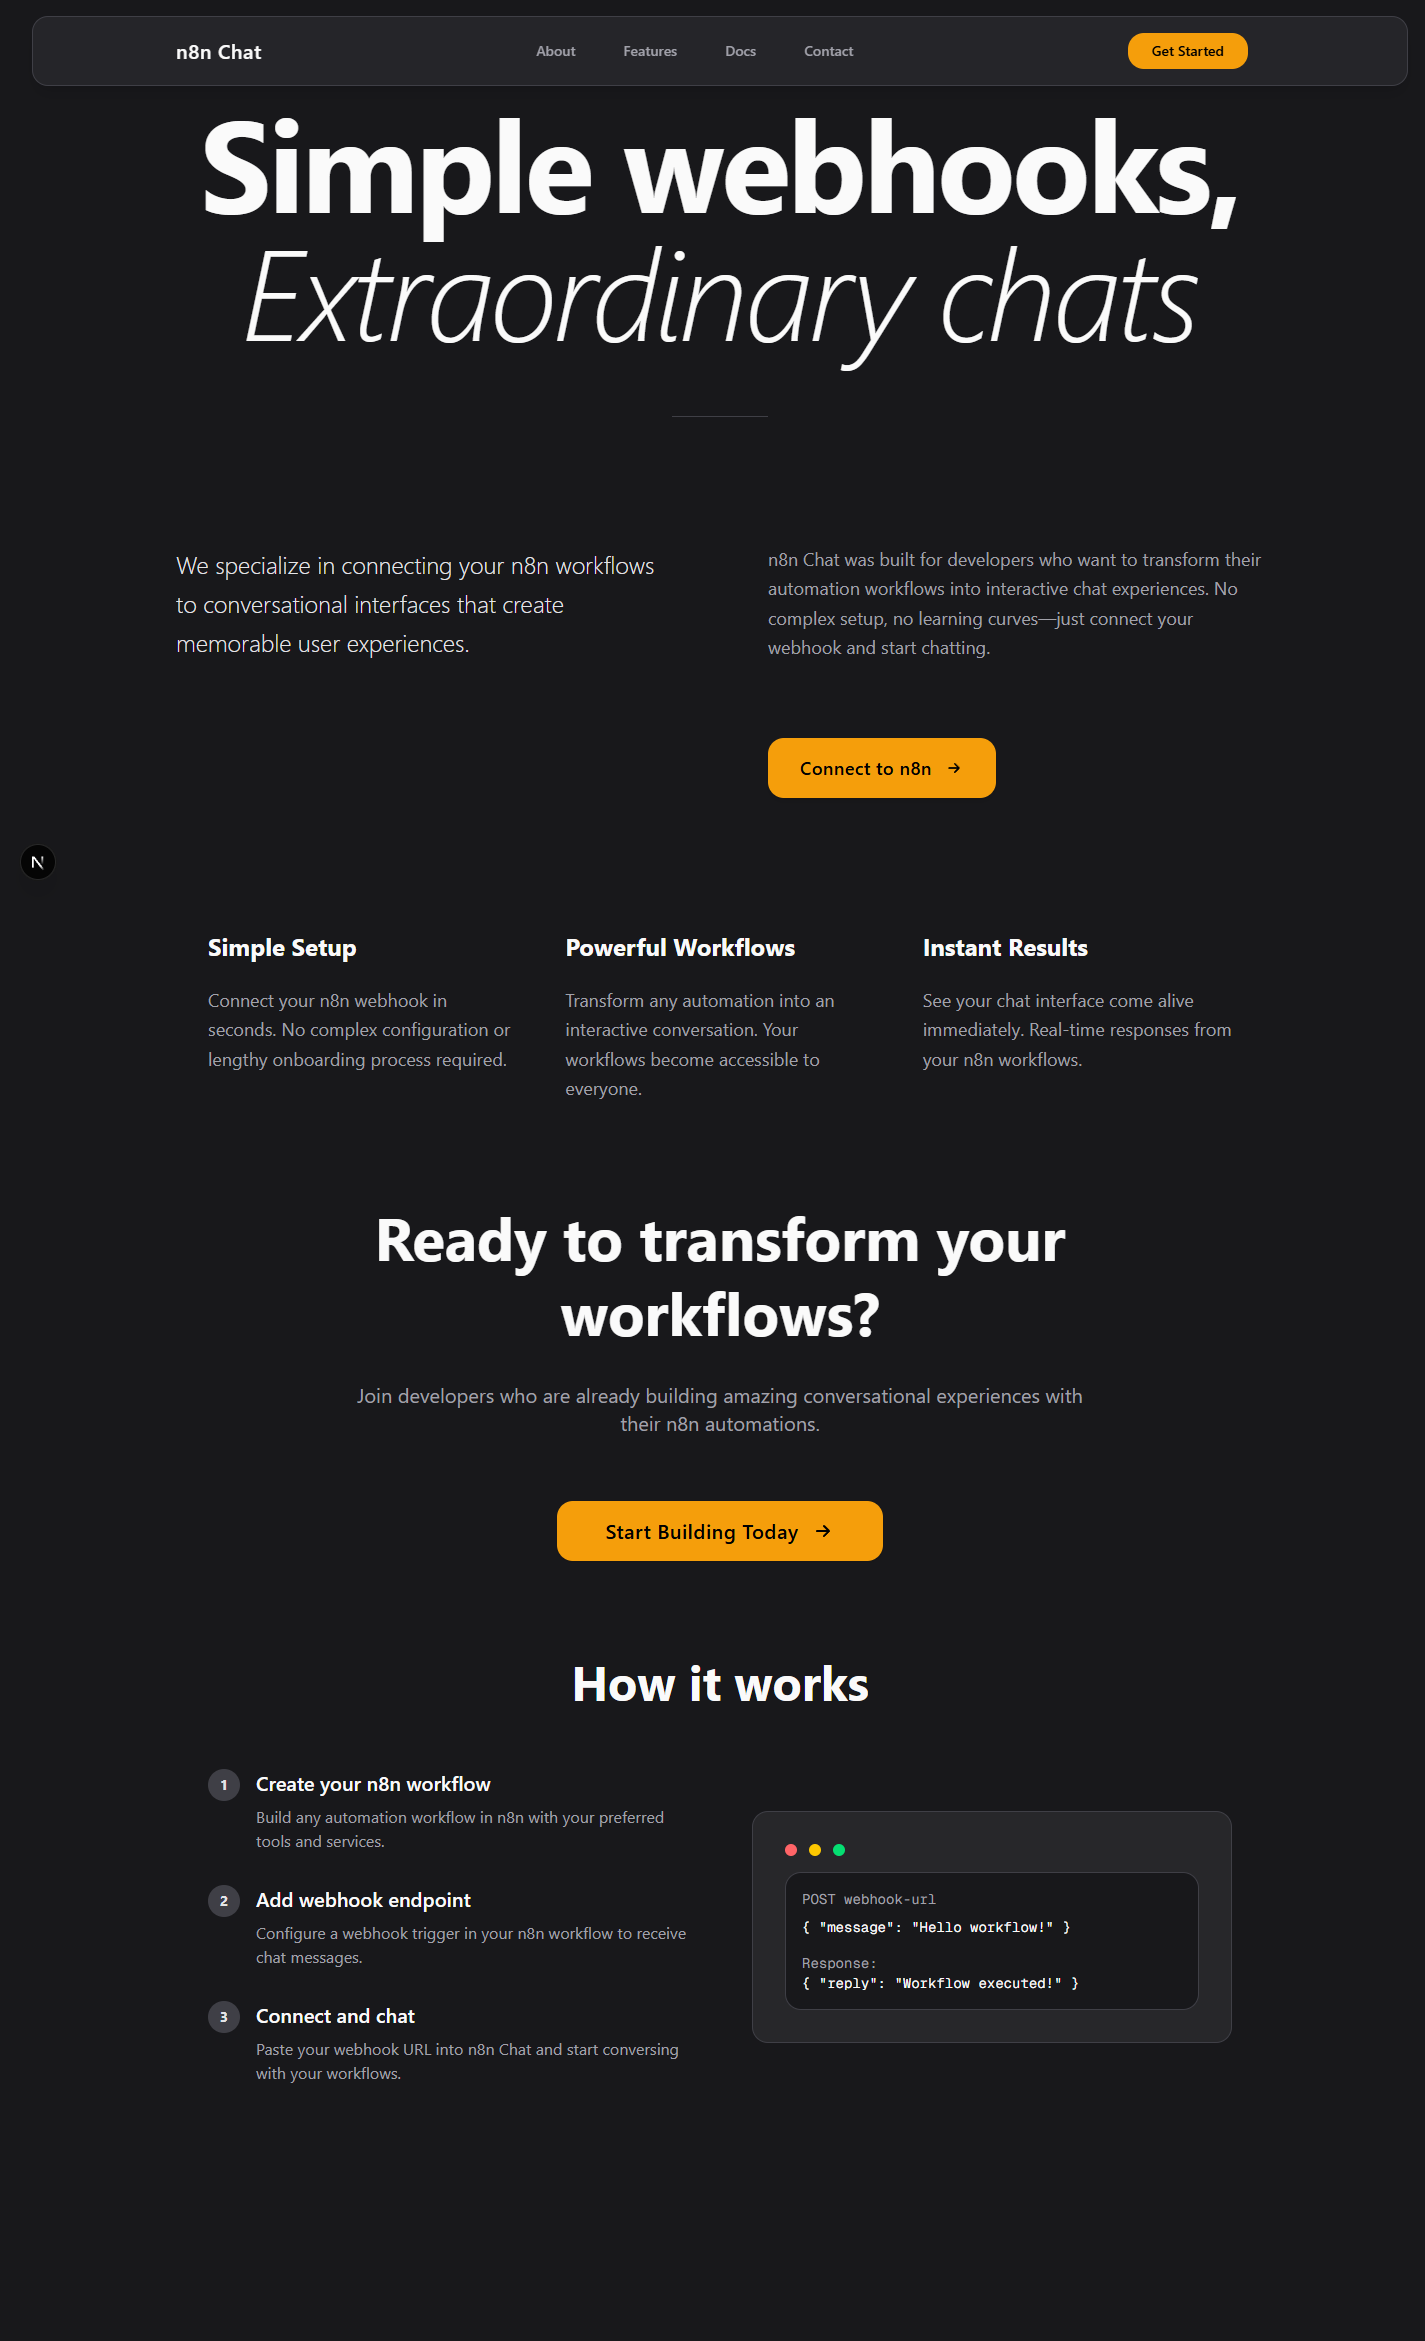 n8n Chat
About
Features
Docs
Contact
Get Started
Simple webhooks,
Extraordinary chats
We specialize in connecting your n8n workflows
to conversational interfaces that create
memorable user experiences.
n8n Chat was built for developers who want to transform their
automation workflows into interactive chat experiences. No
complex setup, no learning curves—just connect your
webhook and start chatting.
Connect to n8n →
N
Simple Setup
Connect your n8n webhook in
seconds. No complex configuration or
lengthy onboarding process required.
Powerful Workflows
Transform any automation into an
interactive conversation. Your
workflows become accessible to
everyone.
Instant Results
See your chat interface come alive
immediately. Real-time responses from
your n8n workflows.
Ready to transform your
workflows?
Join developers who are already building amazing conversational experiences with
their n8n automations.
Start Building Today →
How it works
1
Create your n8n workflow
Build any automation workflow in n8n with your preferred
tools and services.
2
Add webhook endpoint
Configure a webhook trigger in your n8n workflow to receive
chat messages.
3
Connect and chat
Paste your webhook URL into n8n Chat and start conversing
with your workflows.
POST webhook-url
{ "message": "Hello workflow!" }
Response:
{ "reply": "Workflow executed!" }